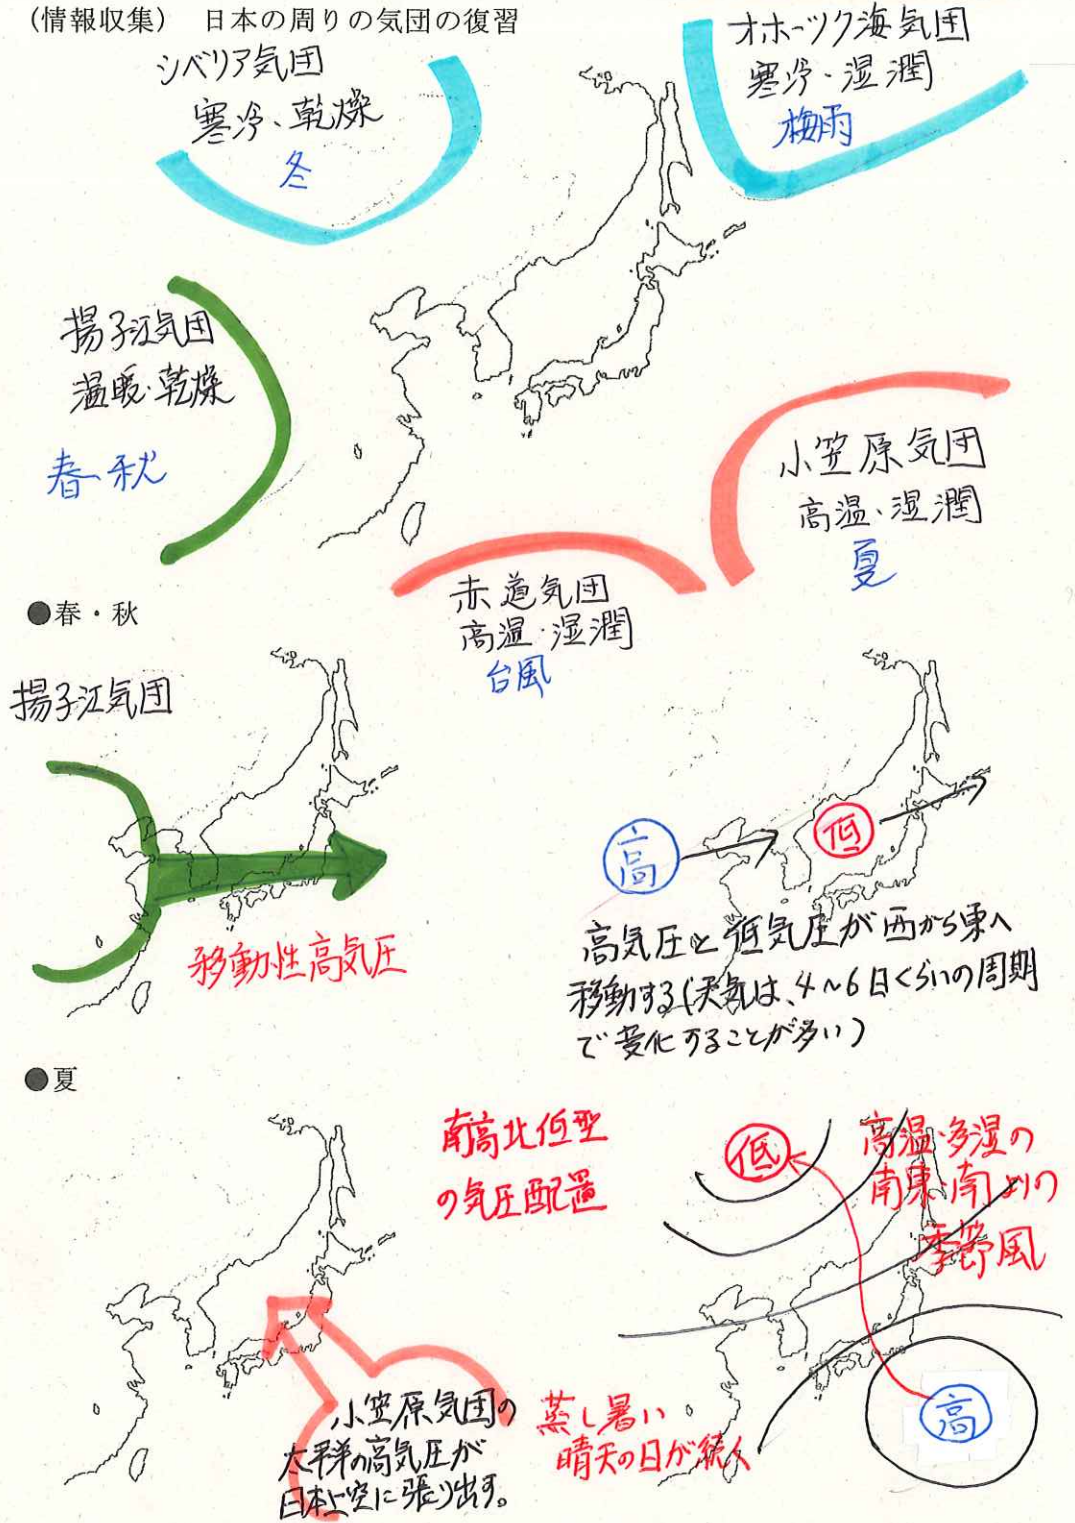 （情報収集） 日本の周りの気団の復習
シベリア気団
寒冷、乾燥
冬
オホーツク海気団
寒冷・湿潤
梅雨
揚子江気団
温暖・乾燥
春・秋
小笠原気団
高温・湿潤
夏
赤道気団
高温・湿潤
台風
●春・秋
揚子江気団
移動性高気圧
高
低
高気圧と低気圧が西から東へ
移動する(天気は、4～6日くらいの周期
で変化することが多い)
●夏
南高北低型
の気圧配置
小笠原気団の
太平洋の高気圧が
日本上空に張り出す。
低
高温・多湿の
南東・南よりの
季節風
高
蒸し暑い
晴天の日が続く